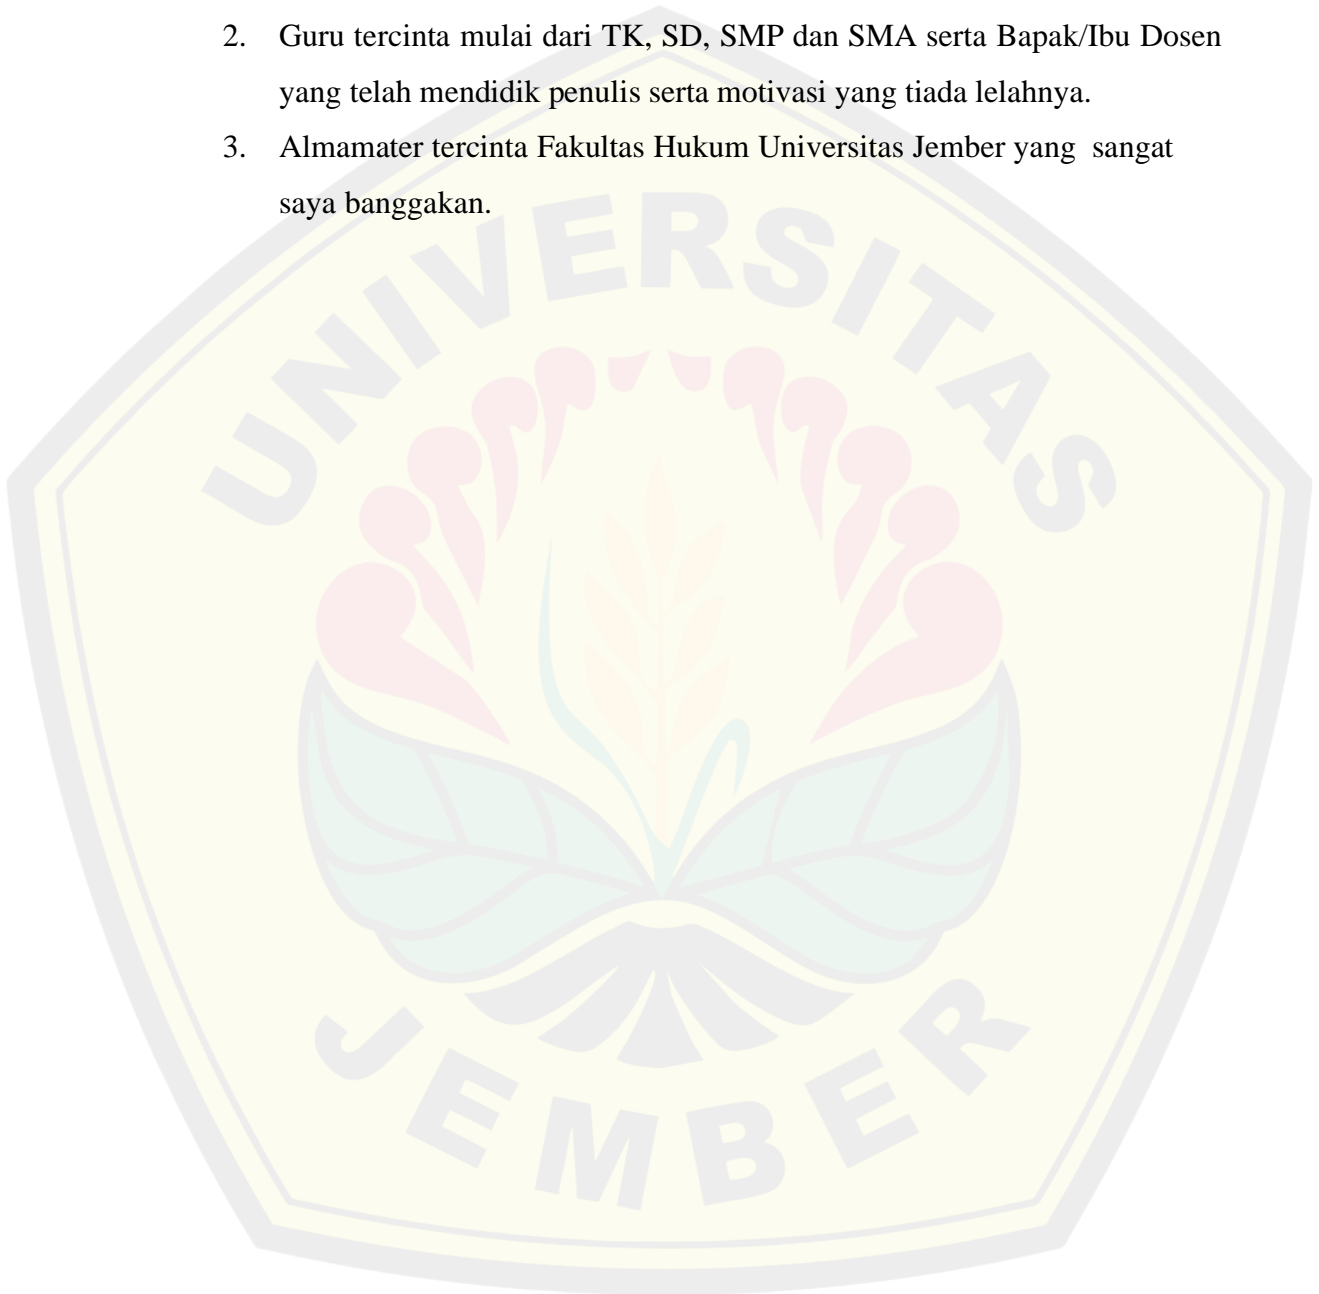 2. Guru tercinta mulai dari TK, SD, SMP dan SMA serta Bapak/Ibu Dosen
yang telah mendidik penulis serta motivasi yang tiada lelahnya.
3. Almamater tercinta Fakultas Hukum Universitas Jember yang sangat
saya banggakan.
UNIVERSITAS
JEMBER